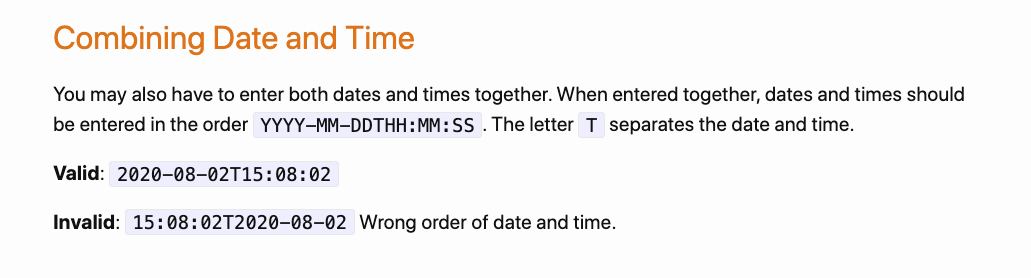 Combining Date and Time
You may also have to enter both dates and times together. When entered together, dates and times should
be entered in the order YYYY-MM-DDTHH:MM:SS. The letter T separates the date and time.
Valid: 2020-08-02T15:08:02
Invalid: 15:08:02T2020-08-02 Wrong order of date and time.